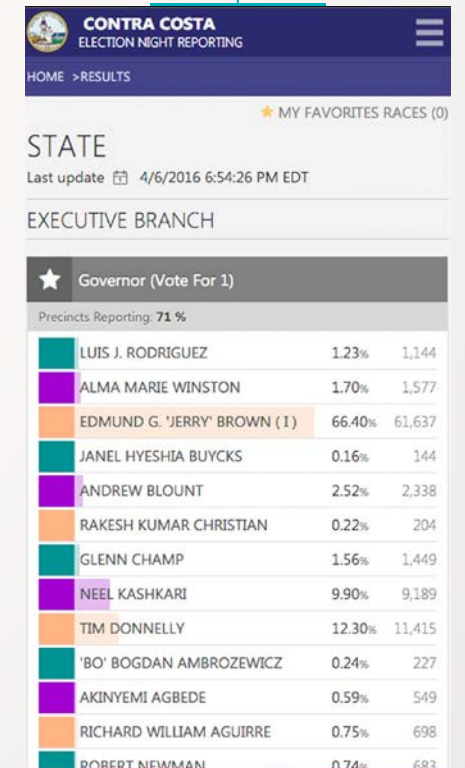 CONTRA COSTA
ELECTION NIGHT REPORTING
HOME >RESULTS
MY FAVORITES RACES (0)
STATE
Last update 4/6/2016 6:54:26 PM EDT
EXECUTIVE BRANCH
Governor (Vote For 1)
Precincts Reporting: 71 %
LUIS J. RODRIGUEZ 1.23% 1,144
ALMA MARIE WINSTON 1.70% 1,577
EDMUND G. 'JERRY' BROWN ( I ) 66.40% 61,637
JANEL HYESHIA BUYCKS 0.16% 144
ANDREW BLOUNT 2.52% 2,338
RAKESH KUMAR CHRISTIAN 0.22% 204
GLENN CHAMP 1.56% 1,449
NEEL KASHKARI 9.90% 9,189
TIM DONNELLY 12.30% 11,415
'BO' BOGDAN AMBROZEWICZ 0.24% 227
AKINYEMI AGBEDE 0.59% 549
RICHARD WILLIAM AGUIRRE 0.75% 698
ROBERT NEWMAN 0.74% 683